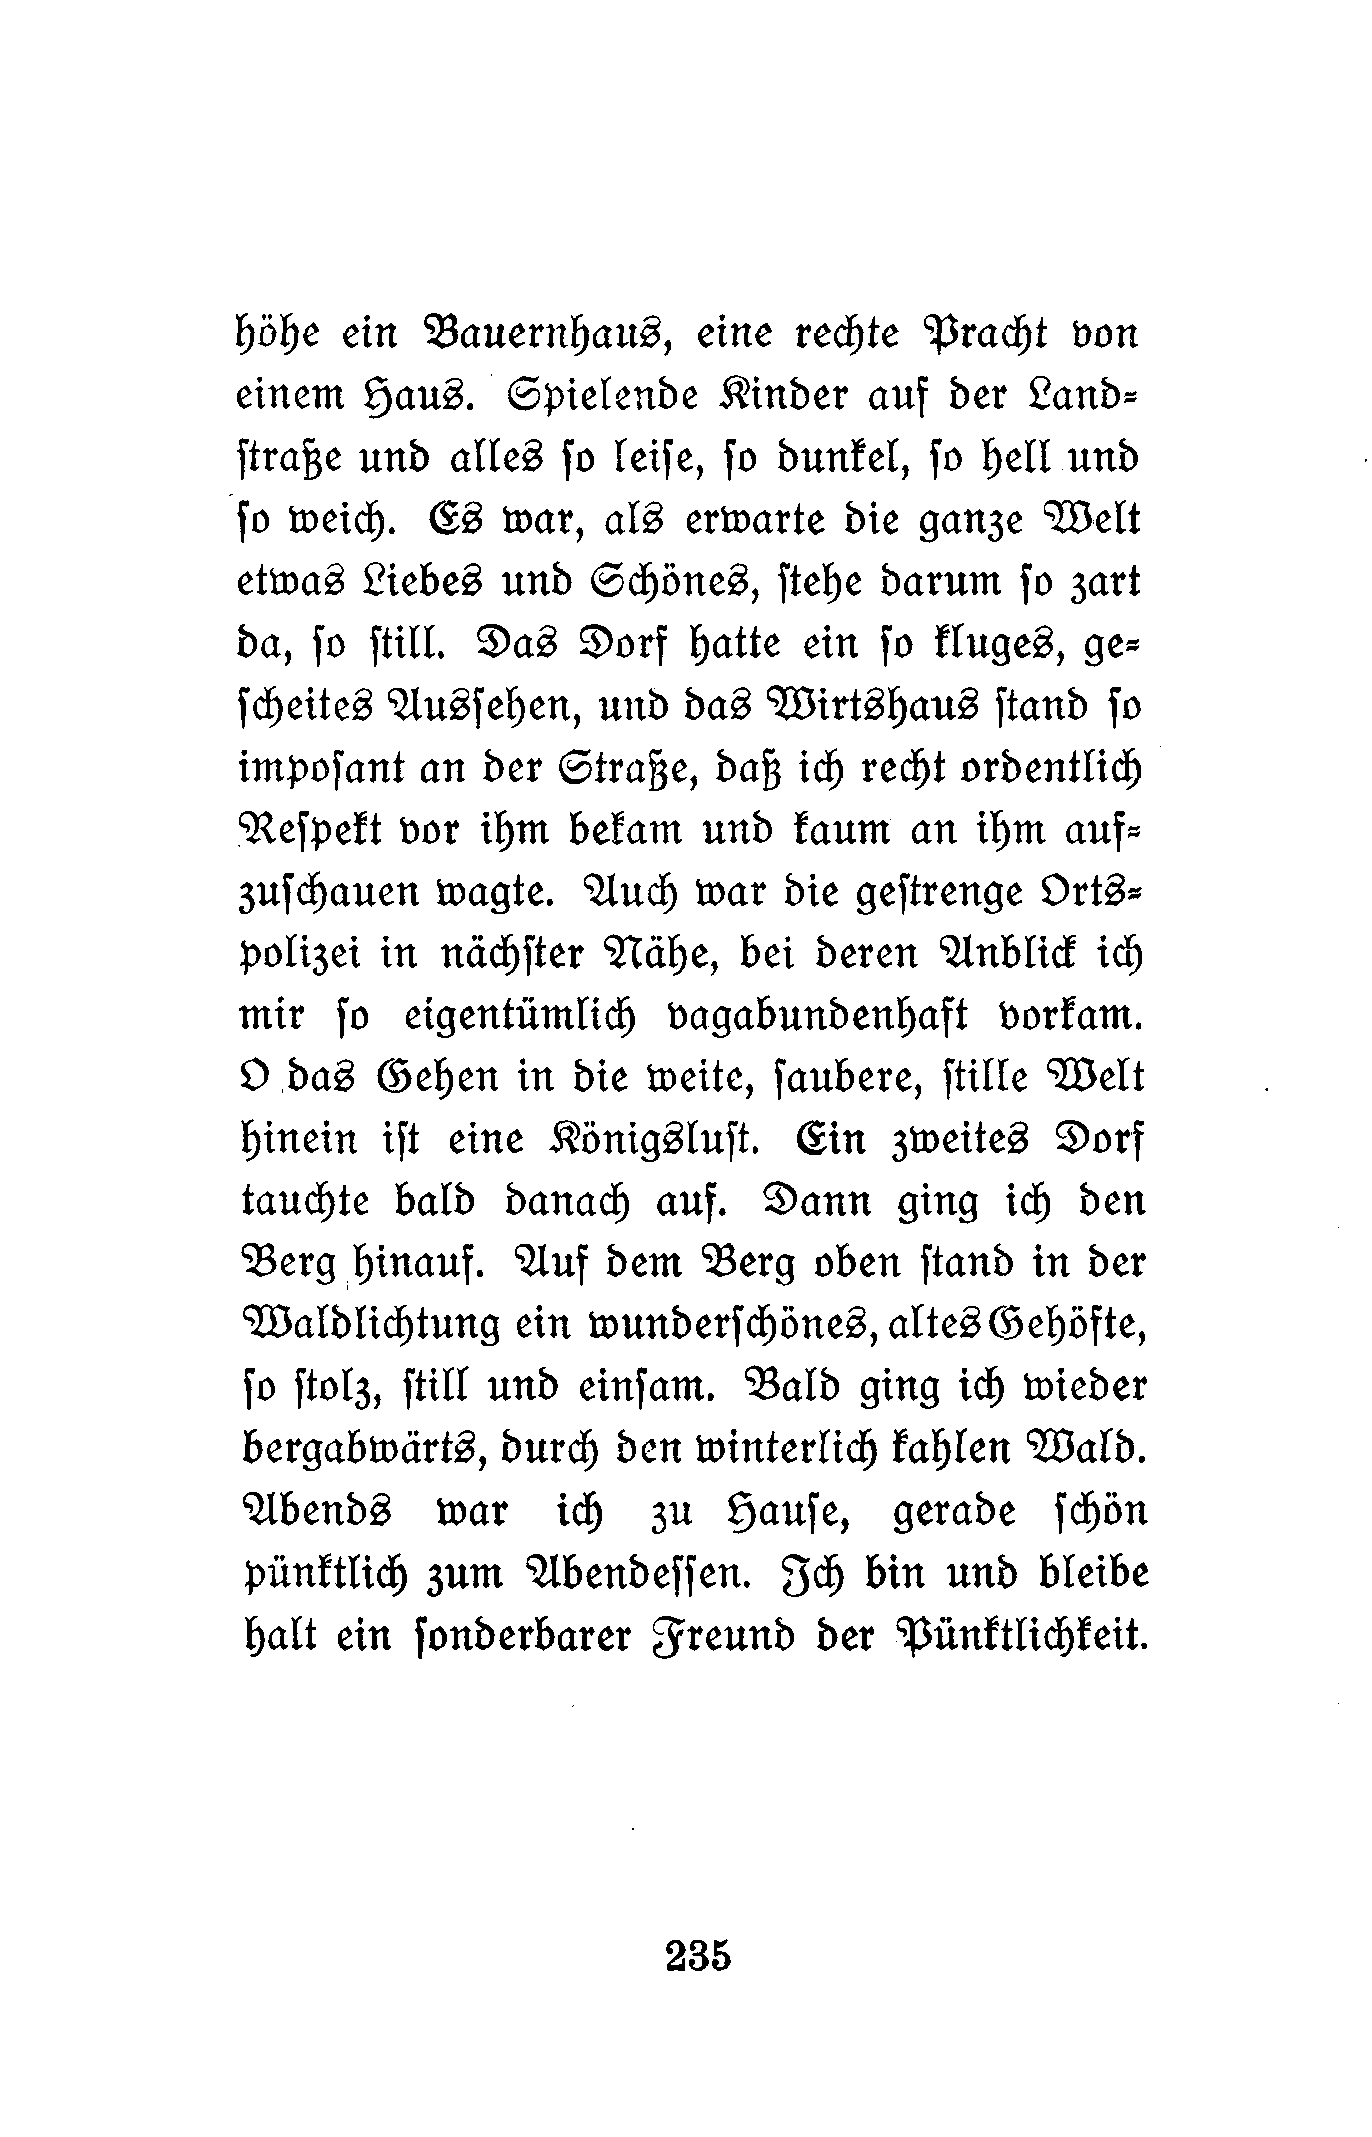 höhe ein Bauernhaus, eine rechte Pracht von
einem Haus. Spielende Kinder auf der Land⸗
ſtraße und alles ſo leiſe, ſo dunkel, ſo hell und
ſo weich. Es war, als erwarte die ganze Welt
etwas Liebes und Schönes, ſtehe darum ſo zart
da, ſo ſtill. Das Dorf hatte ein ſo kluges, ge⸗
ſcheites Ausſehen, und das Wirtshaus ſtand ſo
impoſant an der Straße, daß ich recht ordentlich
Reſpekt vor ihm bekam und kaum an ihm auf⸗
zuſchauen wagte. Auch war die geſtrenge Orts⸗
polizei in nächſter Nähe, bei deren Anblick ich
mir ſo eigentümlich vagabundenhaft vorkam.
O das Gehen in die weite, ſaubere, ſtille Welt
hinein iſt eine Königsluſt. Ein zweites Dorf
tauchte bald danach auf. Dann ging ich den
Berg hinauf. Auf dem Berg oben ſtand in der
Waldlichtung ein wunderſchönes, altes Gehöfte,
ſo ſtolz, ſtill und einſam. Bald ging ich wieder
bergabwärts, durch den winterlich kahlen Wald.
Abends war ich zu Hauſe, gerade ſchön
pünktlich zum Abendeſſen. Ich bin und bleibe
halt ein ſonderbarer Freund der Pünktlichkeit.
235